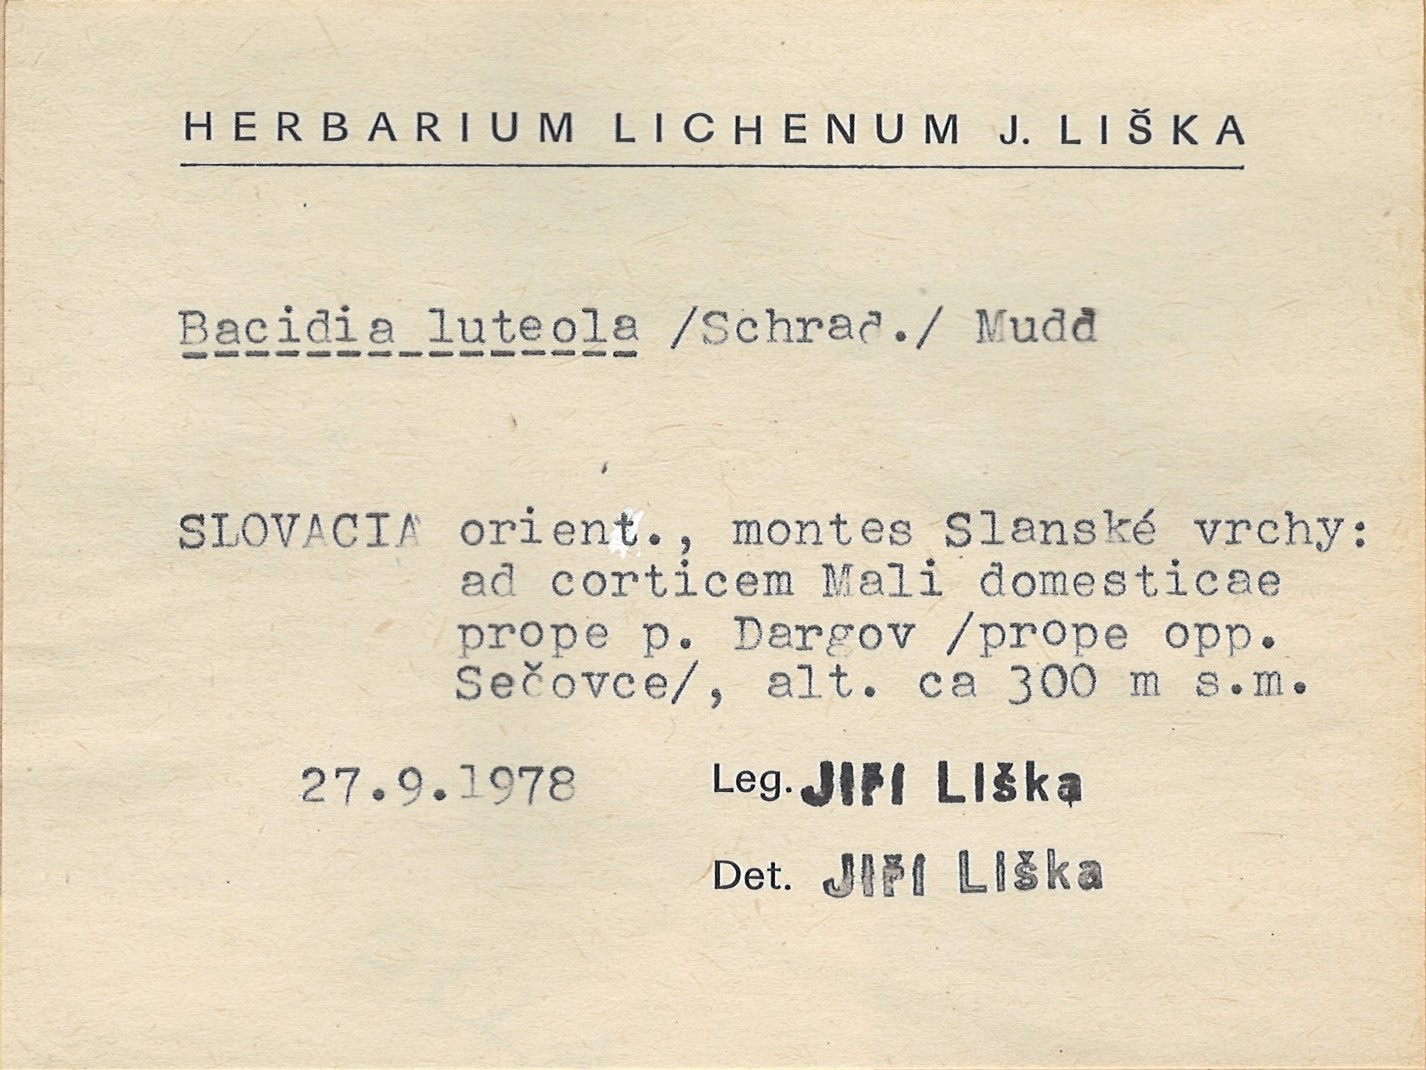 HERBARIUM LICHENUM J. LIŠKA
Bacidia luteola /Schrad./ Mudd
SLOVACIA orient., montes Slanské vrchy:
ad corticem Mali domesticae
prope p. Dargov /prope opp.
Sečovce/, alt. ca 300 m s.m.
27.9.1978 Leg. JIŘÍ LIŠKA
Det. JIŘÍ LIŠKA